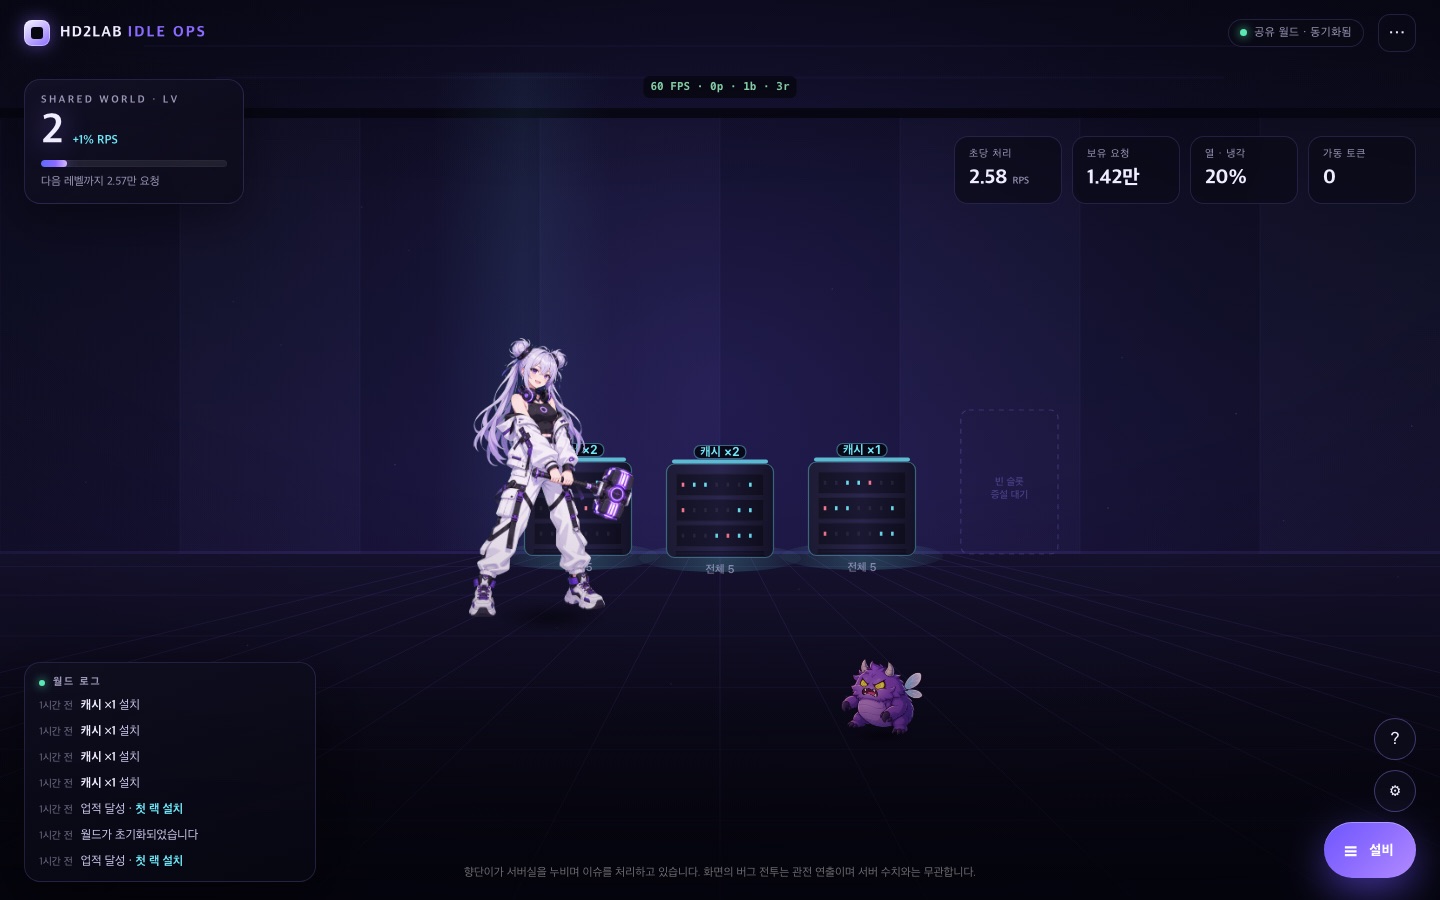 HD2LAB IDLE OPS
공유 월드 · 동기화됨
60 FPS · 0p · 1b · 3r
SHARED WORLD · LV
2 +1% RPS
다음 레벨까지 2.57만 요청
초당 처리
2.58 RPS
보유 요청
1.42만
열 · 냉각
20%
가동 토큰
0
×2
캐시 ×2
캐시 ×1
빈 슬롯
증설 대기
5
전체 5
전체 5
월드 로그
1시간 전 캐시 ×1 설치
1시간 전 캐시 ×1 설치
1시간 전 캐시 ×1 설치
1시간 전 캐시 ×1 설치
1시간 전 업적 달성 · 첫 랙 설치
1시간 전 월드가 초기화되었습니다
1시간 전 업적 달성 · 첫 랙 설치
?
설비
향단이가 서버실을 누비며 이슈를 처리하고 있습니다. 화면의 버그 전투는 관전 연출이며 서버 수치와는 무관합니다.